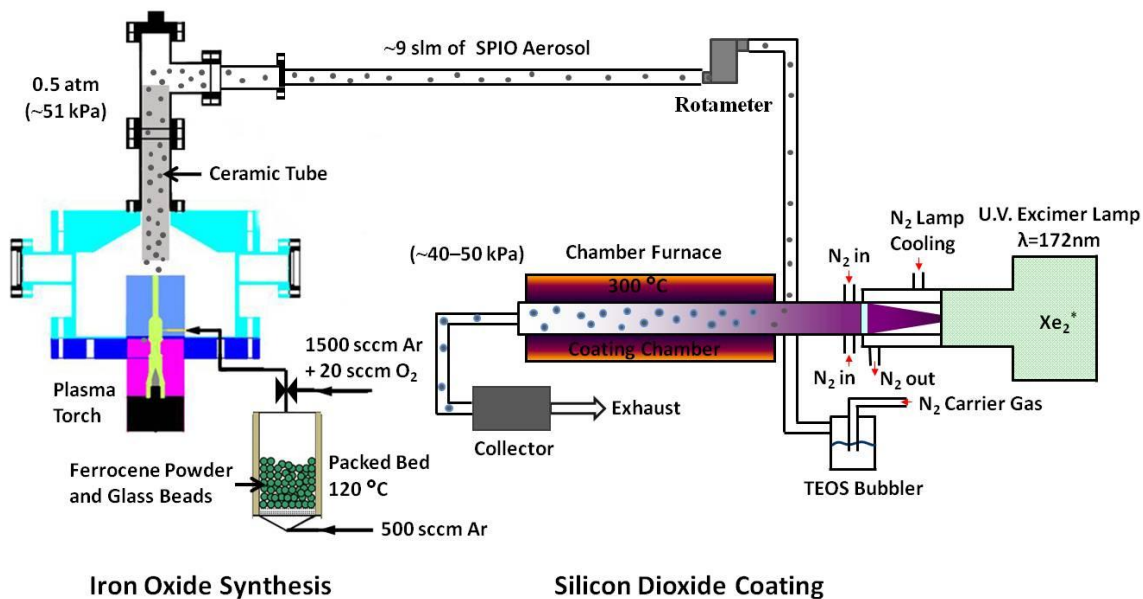 ~9 slm of SPIO Aerosol
0.5 atm
(~51 kPa)
Rotameter
Ceramic Tube
N₂ Lamp
Cooling
U.V. Excimer Lamp
λ=172nm
(~40–50 kPa)
Chamber Furnace
N₂ in
300 °C
Xe₂*
Coating Chamber
1500 sccm Ar
+ 20 sccm O₂
N₂ in
N₂ out
Plasma
Torch
Exhaust
N₂ Carrier Gas
Collector
Ferrocene Powder
and Glass Beads
Packed Bed
120 °C
TEOS Bubbler
500 sccm Ar
Iron Oxide Synthesis
Silicon Dioxide Coating